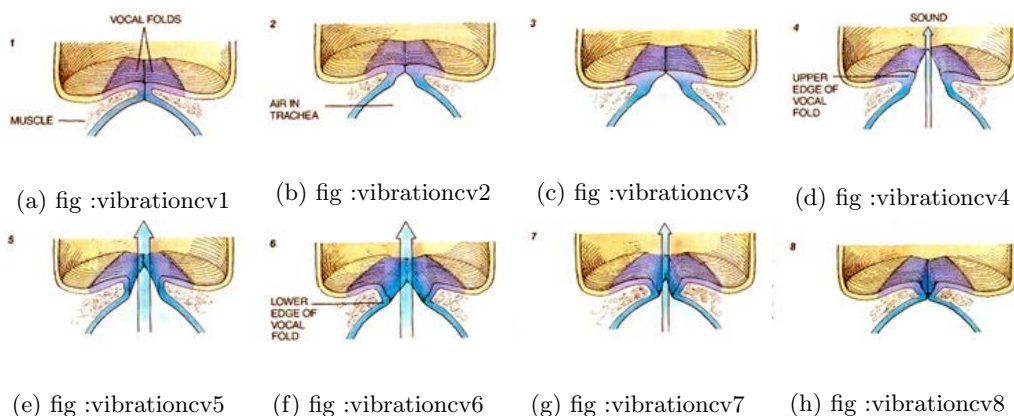 1
VOCAL FOLDS
MUSCLE
2
AIR IN
TRACHEA
3
4
SOUND
UPPER
EDGE OF
VOCAL
FOLD
(a) fig :vibrationcv1
(b) fig :vibrationcv2
(c) fig :vibrationcv3
(d) fig :vibrationcv4
5
6
LOWER
EDGE OF
VOCAL
FOLD
7
8
(e) fig :vibrationcv5
(f) fig :vibrationcv6
(g) fig :vibrationcv7
(h) fig :vibrationcv8